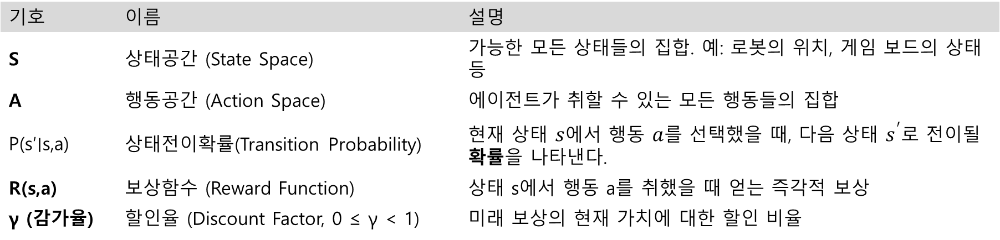 기호 이름 설명
S 상태공간 (State Space) 가능한 모든 상태들의 집합. 예: 로봇의 위치, 게임 보드의 상태
등
A 행동공간 (Action Space) 에이전트가 취할 수 있는 모든 행동들의 집합
P(s′∣s,a) 상태전이확률(Transition Probability) 현재 상태 𝑠에서 행동 𝑎를 선택했을 때, 다음 상태 𝑠′로 전이될
확률을 나타낸다.
R(s,a) 보상함수 (Reward Function) 상태 s에서 행동 a를 취했을 때 얻는 즉각적 보상
γ (감가율) 할인율 (Discount Factor, 0 ≤ γ < 1) 미래 보상의 현재 가치에 대한 할인 비율